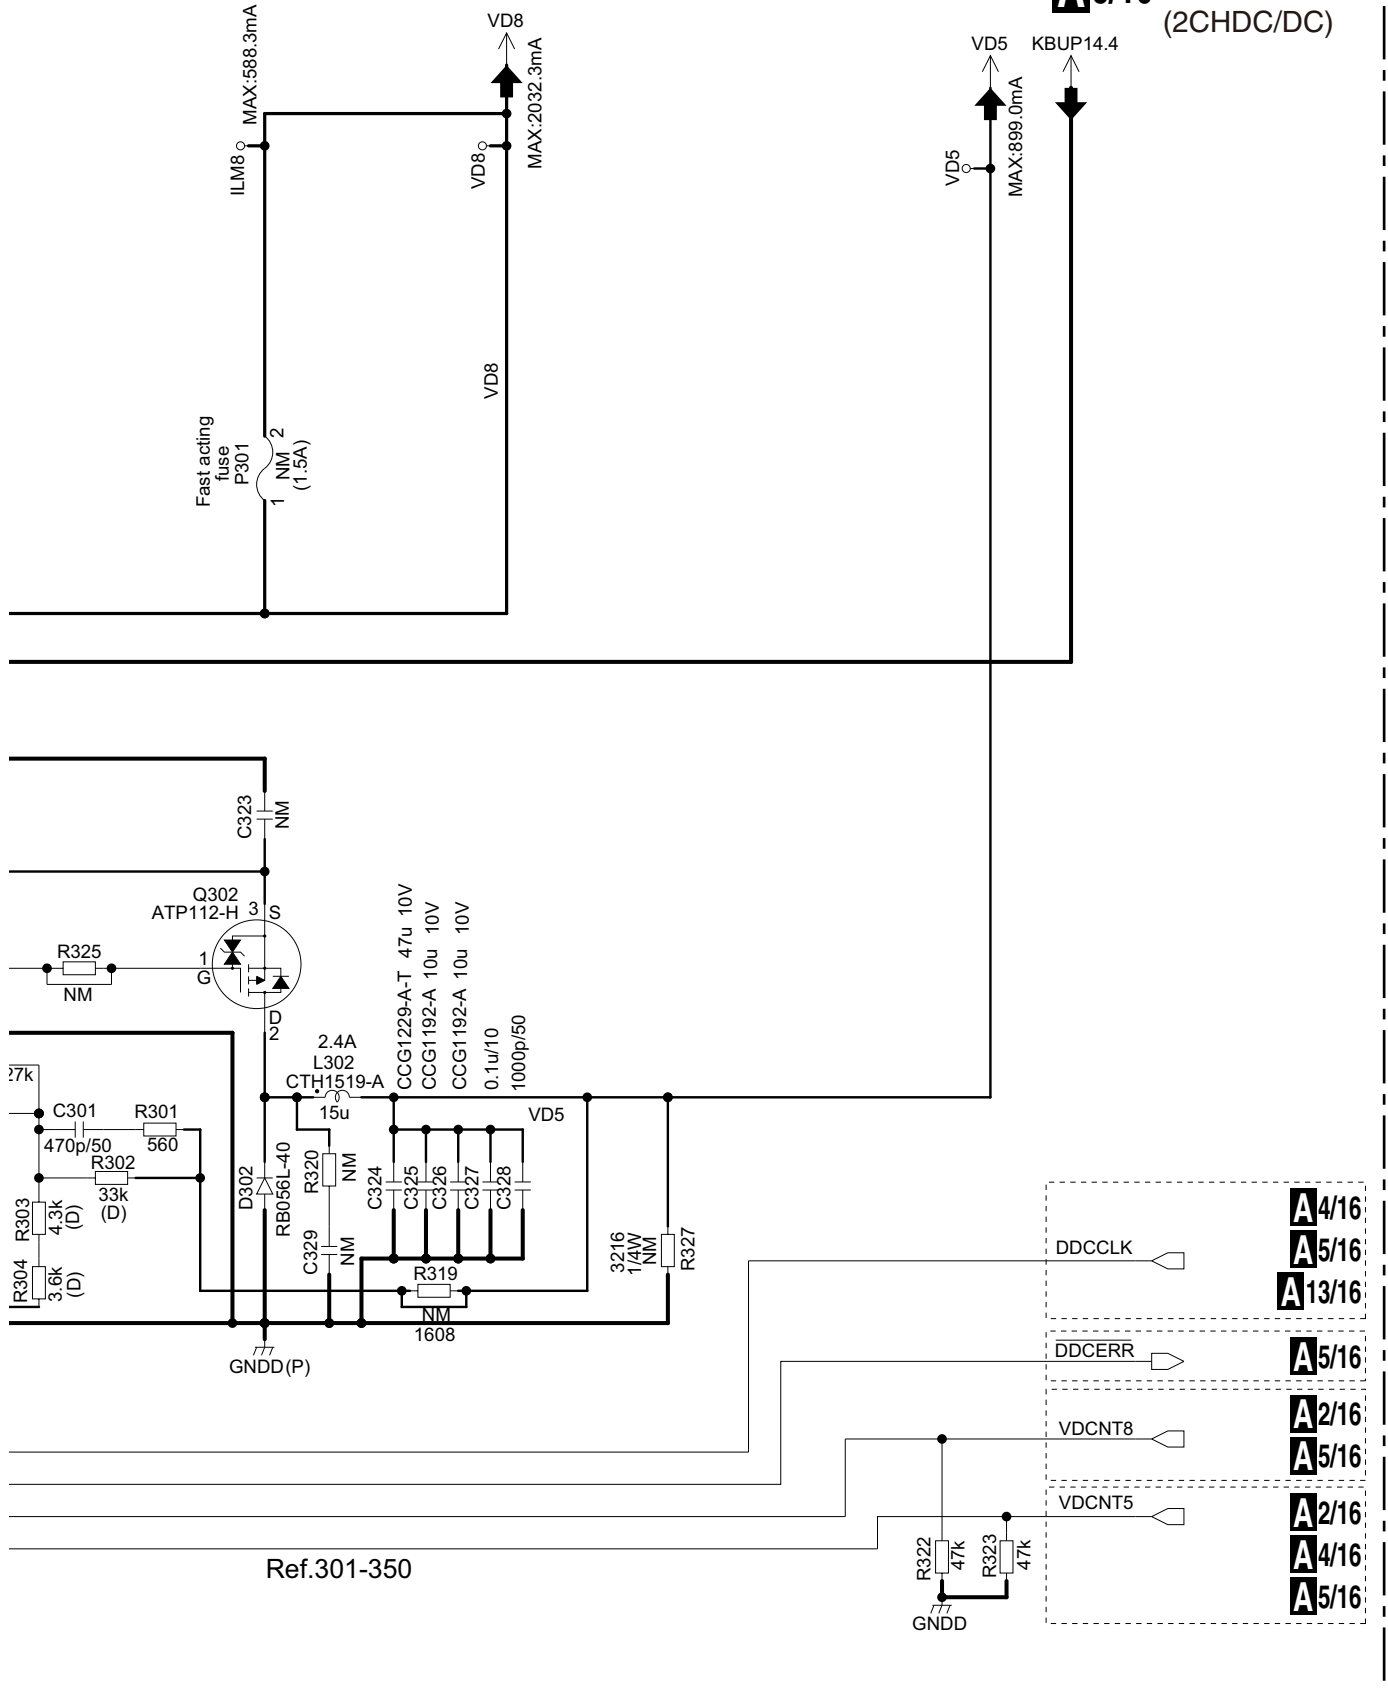 (2CHDC/DC)
MAX:588.3mA
VD8
MAX:2032.3mA
VD5
KBUP14.4
ILM8
VD8
VD5
MAX:899.0mA
VD8
Fast acting
fuse
P301
1
2
NM
(1.5A)
C323
NM
Q302
ATP112-H
3
S
1
G
D
2
R325
NM
CCG1229-A-T 47u 10V
CCG1192-A 10u 10V
CCG1192-A 10u 10V
0.1u/10
1000p/50
2.4A
L302
CTH1519-A
15u
VD5
27k
C301
470p/50
R301
560
R302
33k
(D)
R303
4.3k
(D)
R304
3.6k
(D)
D302
RB056L-40
R320
NM
C329
NM
C324
C325
C326
C327
C328
R319
NM
1608
3216
1/4W
NM
R327
GNDD(P)
DDCCLK
A 4/16
A 5/16
A 13/16
DDCERR
A 5/16
VDCNT8
A 2/16
A 5/16
VDCNT5
A 2/16
A 4/16
A 5/16
R322
47k
R323
47k
GNDD
Ref.301-350